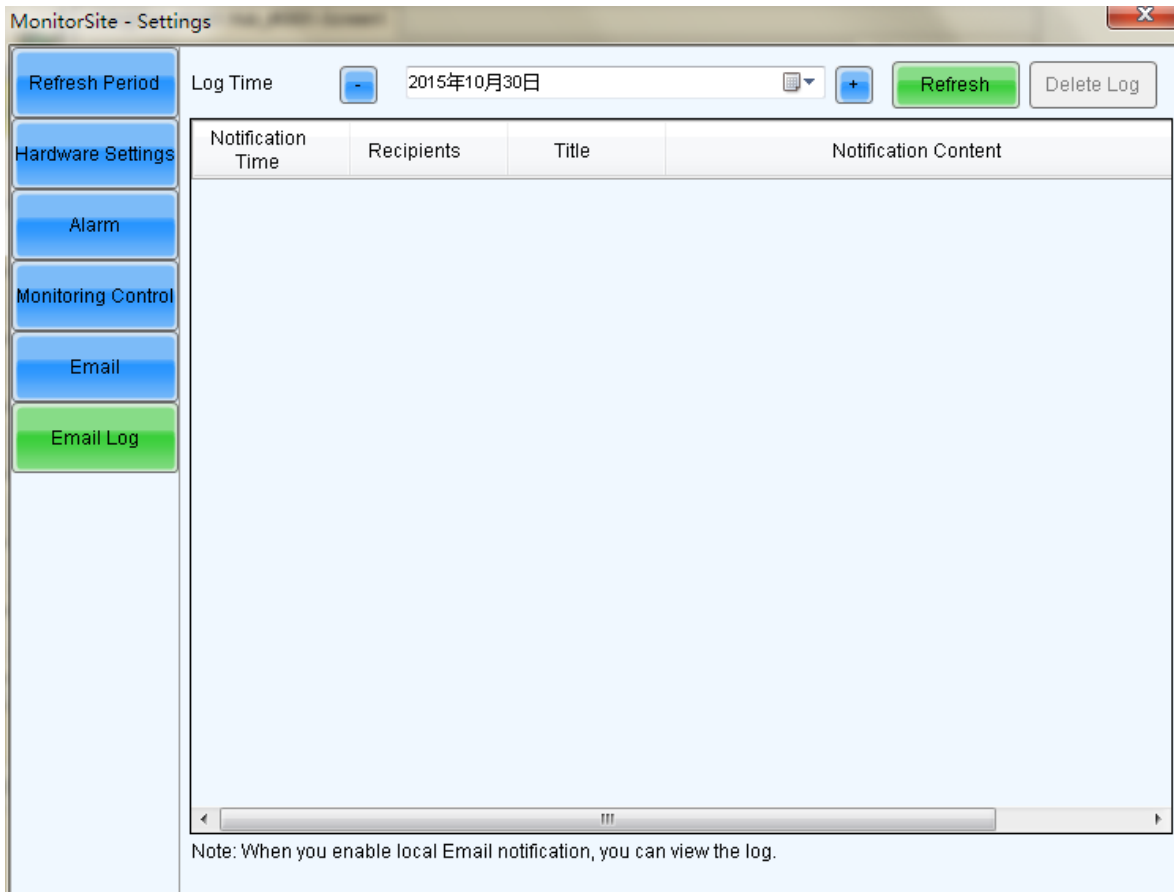 MonitorSite - Settings
Refresh Period
Log Time
-
2015年10月30日
+
Refresh
Delete Log
Hardware Settings
Notification
Time
Recipients
Title
Notification Content
Alarm
Monitoring Control
Email
Email Log
Note: When you enable local Email notification, you can view the log.